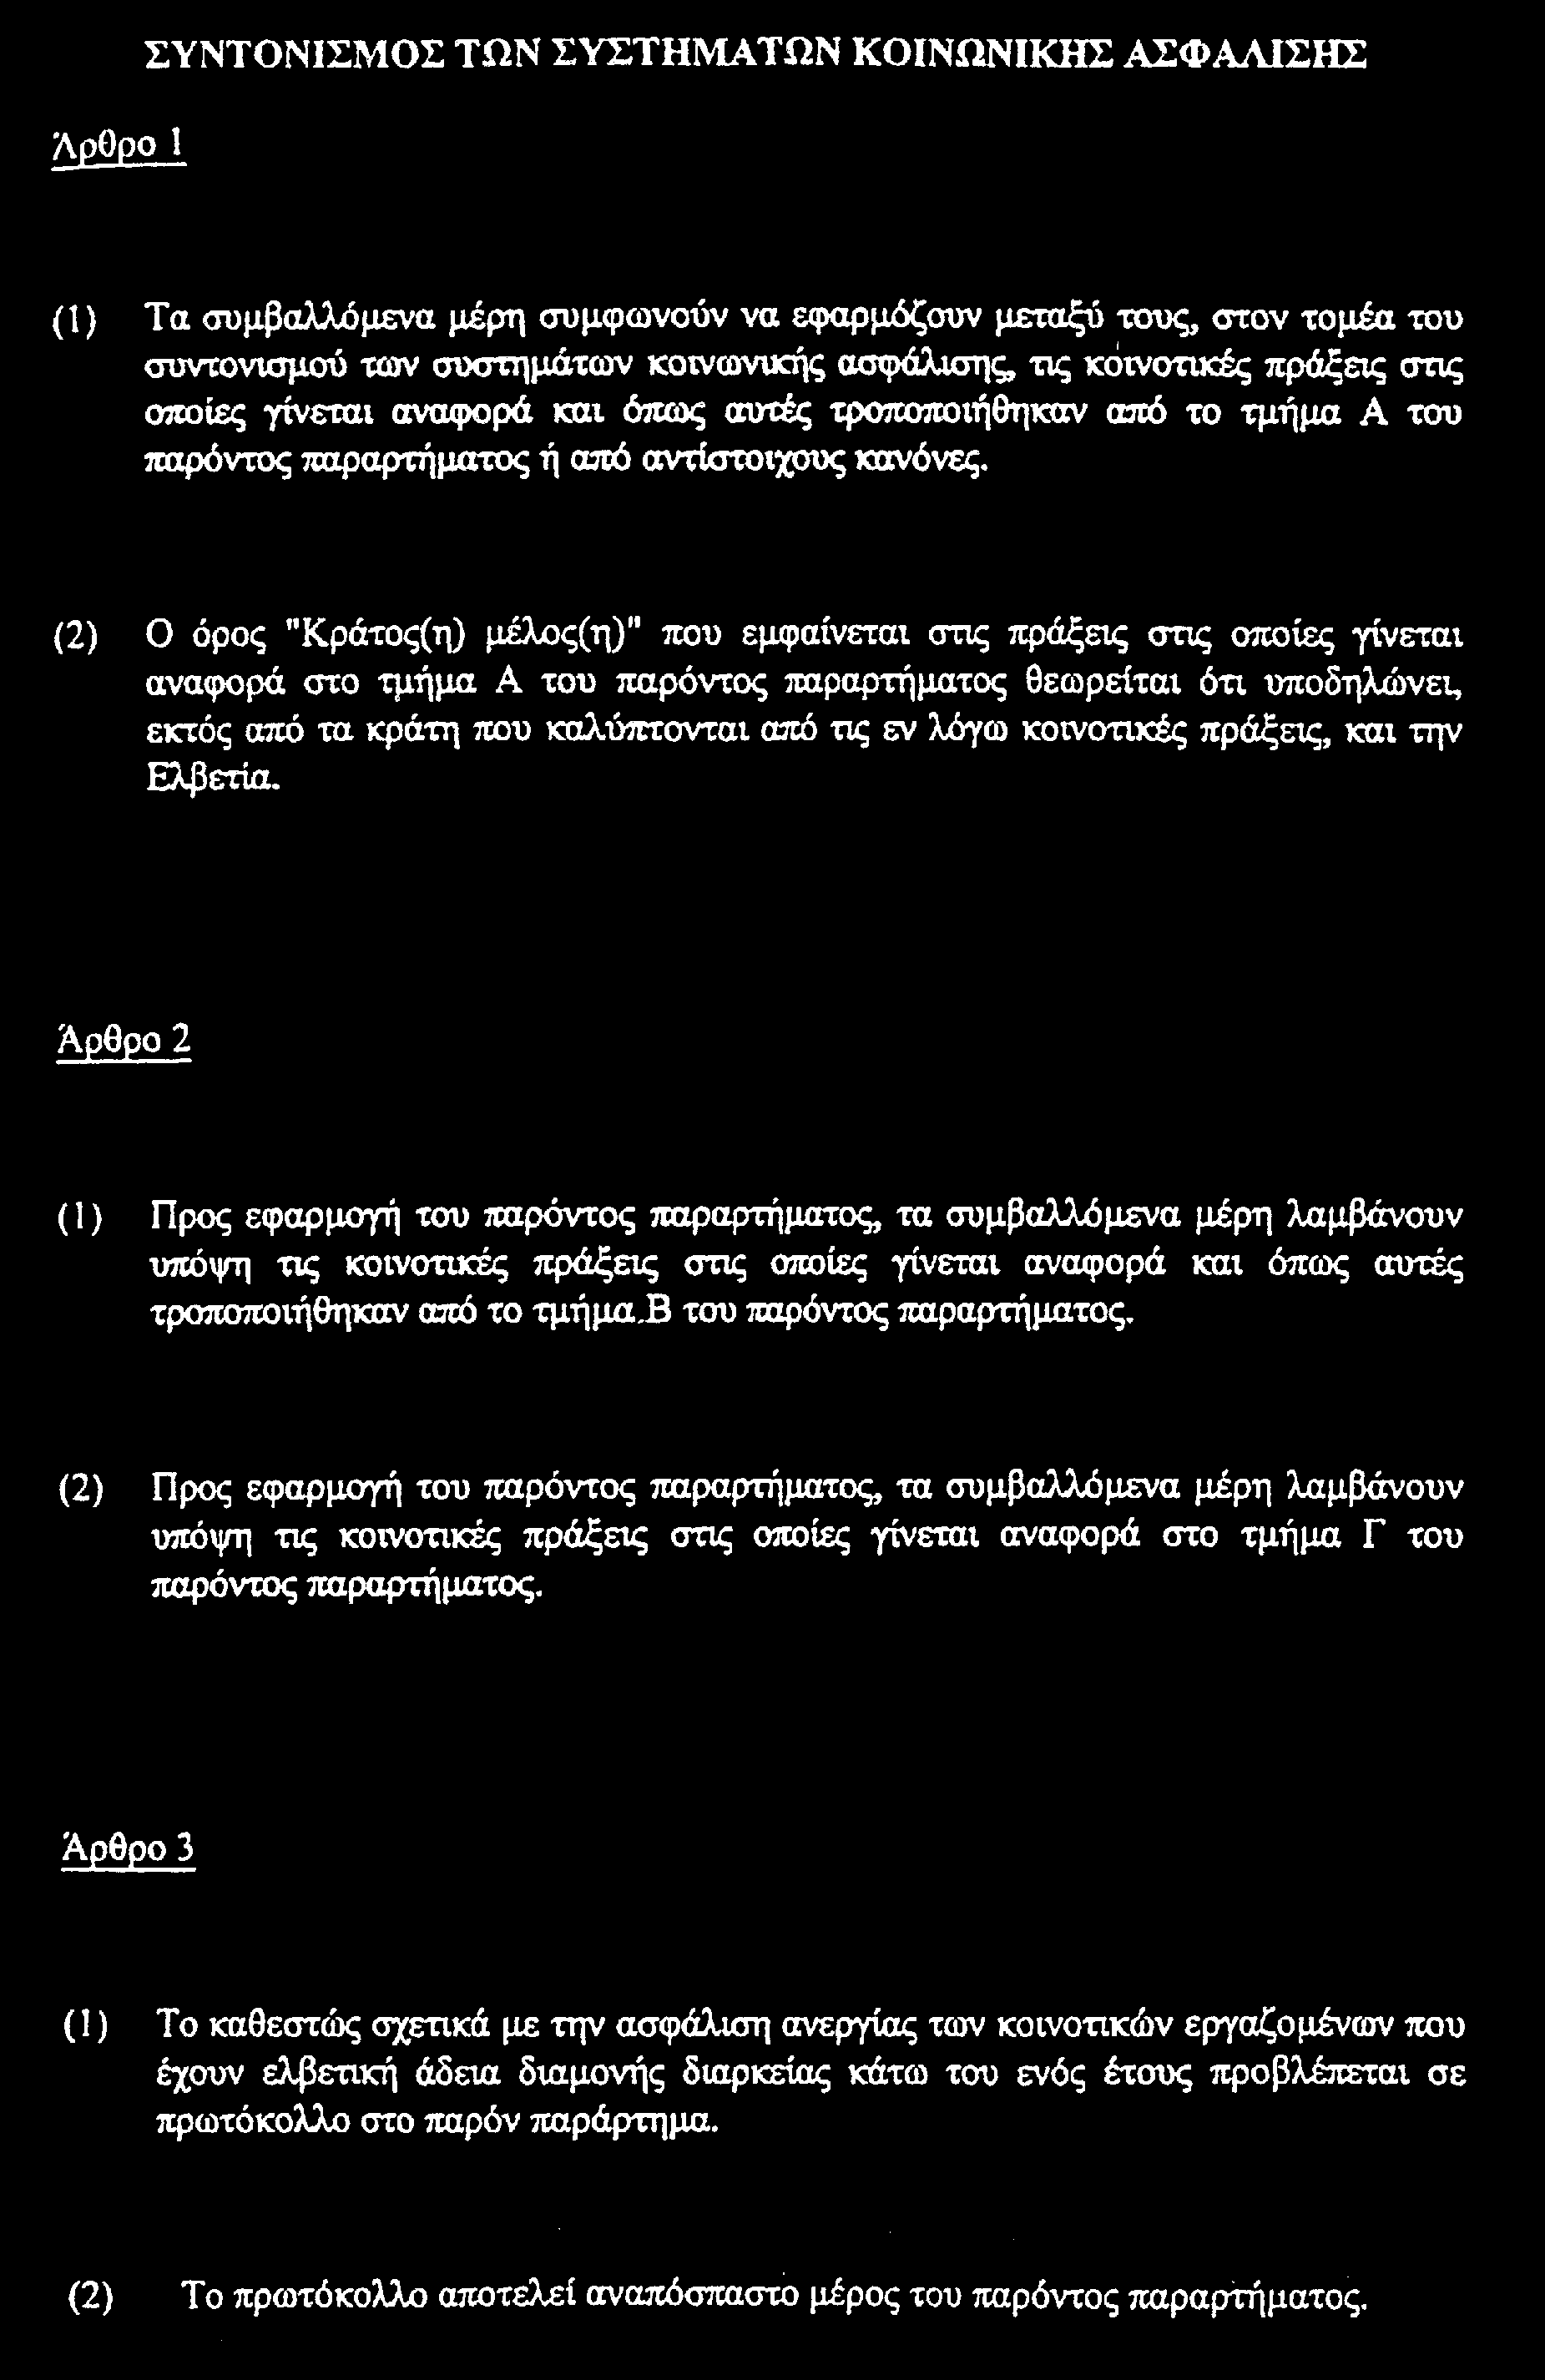 ΣΥΝΤΟΝΙΣΜΟΣ ΤΩΝ ΣΥΣΤΗΜΑΤΩΝ ΚΟΙΝΩΝΙΚΗΣ ΑΣΦΑΛΙΣΗΣ
Άρθρο 1
(1) Τα συμβαλλόμενα μέρη συμφωνούν να εφαρμόζουν μεταξύ τους, στον τομέα του
συντονισμού των συστημάτων κοινωνικής ασφάλισης, τις κοινοτικές πράξεις στις
οποίες γίνεται αναφορά και όπως αυτές τροποποιήθηκαν από το τμήμα Α του
παρόντος παραρτήματος ή από αντίστοιχους κανόνες.
(2) Ο όρος "Κράτος(η) μέλος(η)" που εμφαίνεται στις πράξεις στις οποίες γίνεται
αναφορά στο τμήμα Α του παρόντος παραρτήματος θεωρείται ότι υποδηλώνει,
εκτός από τα κράτη που καλύπτονται από τις εν λόγω κοινοτικές πράξεις, και την
Ελβετία.
Άρθρο 2
(1) Προς εφαρμογή του παρόντος παραρτήματος, τα συμβαλλόμενα μέρη λαμβάνουν
υπόψη τις κοινοτικές πράξεις στις οποίες γίνεται αναφορά και όπως αυτές
τροποποιήθηκαν από το τμήμα Β του παρόντος παραρτήματος.
(2) Προς εφαρμογή του παρόντος παραρτήματος, τα συμβαλλόμενα μέρη λαμβάνουν
υπόψη τις κοινοτικές πράξεις στις οποίες γίνεται αναφορά στο τμήμα Γ του
παρόντος παραρτήματος.
Άρθρο 3
(1) Το καθεστώς σχετικά με την ασφάλιση ανεργίας των κοινοτικών εργαζομένων που
έχουν ελβετική άδεια διαμονής διαρκείας κάτω του ενός έτους προβλέπεται σε
πρωτόκολλο στο παρόν παράρτημα.
(2) Το πρωτόκολλο αποτελεί αναπόσπαστο μέρος του παρόντος παραρτήματος.